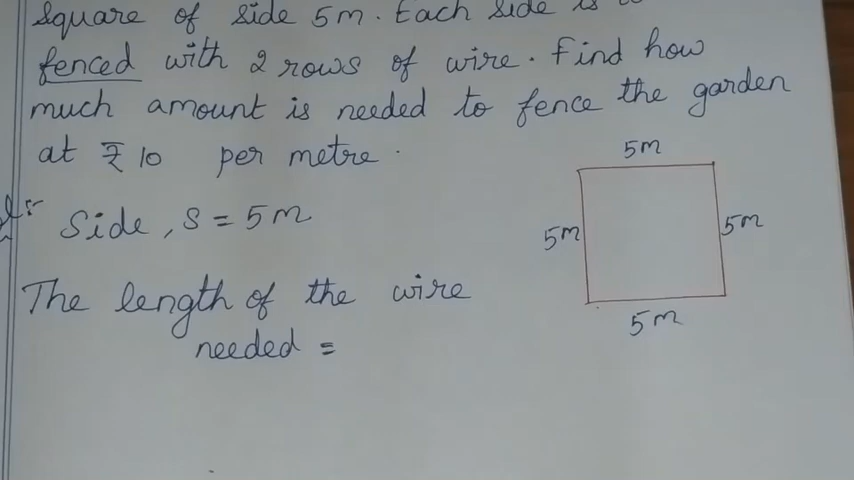 square of side 5m. Each side is to
fenced with 2 rows of wire. Find how
much amount is needed to fence the garden
at ₹10 per metre.
5m
Side, S = 5m
5m
5m
The length of the wire
needed =
5m